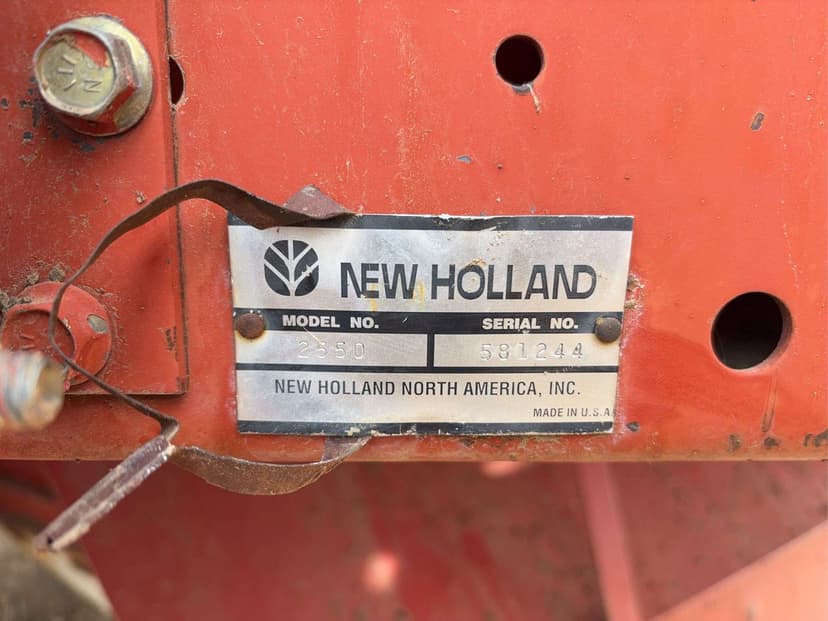 NEW HOLLAND
MODEL NO. SERIAL NO.
2550 581244
NEW HOLLAND NORTH AMERICA, INC.
MADE IN U.S.A